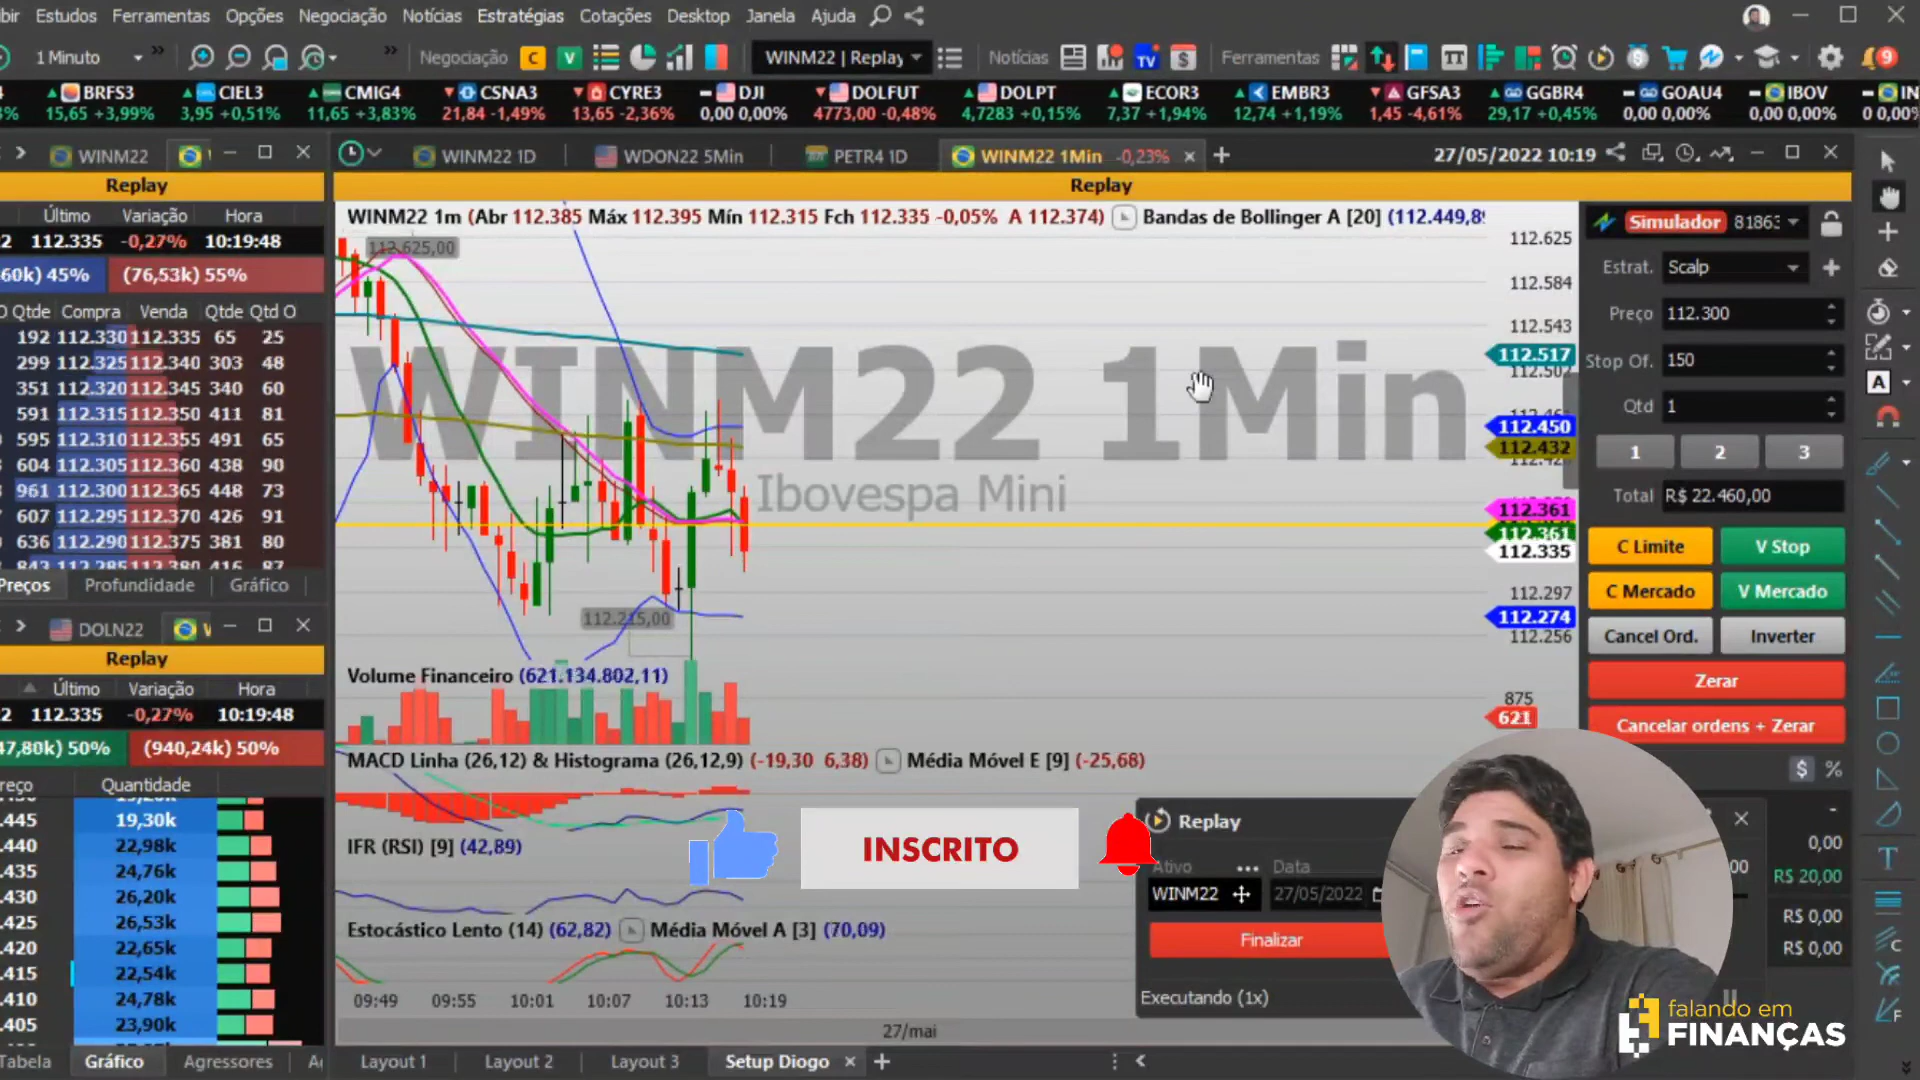 Estudos Ferramentas Opções Negociação Notícias Estratégias Cotações Desktop Janela Ajuda
1 Minuto Negociação C V WINM22 | Replay Notícias TV Ferramentas 9
BRFS3 CIEL3 CMIG4 CSNA3 CYRE3 DJI DOLFUT DOLPT ECOR3 EMBR3 GFSA3 GGBR4 GOAU4 IBOV
15,65 +3,99% 3,95 +0,51% 11,65 +3,83% 21,84 -1,49% 13,65 -2,36% 0,00 0,00% 4773,00 -0,48% 4,7283 +0,15% 7,37 +1,94% 12,74 +1,19% 1,45 -4,61% 29,17 +0,45% 0,00 0,00% 0,00 0,00%
WINM22
Replay
Último Variação Hora
112.335 -0,27% 10:19:48
60k) 45% (76,53k) 55%
Qtde Compra Venda Qtde Qtd O
192 112.330 112.335 65 25
299 112.325 112.340 303 48
351 112.320 112.345 340 60
591 112.315 112.350 411 81
595 112.310 112.355 491 65
604 112.305 112.360 438 90
961 112.300 112.365 448 73
607 112.295 112.370 426 91
636 112.290 112.375 381 80
Preços Profundidade Gráfico
DOLN22
Replay
Último Variação Hora
112.335 -0,27% 10:19:48
47,80k) 50% (940,24k) 50%
reço Quantidade
.445 19,30k
.440 22,98k
.435 24,76k
.430 26,20k
.425 26,53k
.420 22,65k
.415 22,54k
.410 24,78k
.405 23,90k
Tabela Gráfico Agressores
WINM22 1D WDON22 5Min PETR4 1D WINM22 1Min -0,23% 27/05/2022 10:19
Replay
WINM22 1m (Abr 112.385 Máx 112.395 Mín 112.315 Fch 112.335 -0,05% A 112.374) Bandas de Bollinger A [20] (112.449,89
112.625,00
WINM22 1Min
Ibovespa Mini
112.215,00
112.625
112.584
112.543
112.517
112.502
112.450
112.432
112.361
112.361
112.335
112.297
112.274
112.256
Volume Financeiro (621.134.802,11)
875
621
MACD Linha (26,12) & Histograma (26,12,9) (-19,30 6,38) Média Móvel E [9] (-25,68)
IFR (RSI) [9] (42,89)
Estocástico Lento (14) (62,82) Média Móvel A [3] (70,09)
09:49 09:55 10:01 10:07 10:13 10:19
27/mai
Layout 1 Layout 2 Layout 3 Setup Diogo
INSCRITO
Simulador 81863
Estrat. Scalp
Preço 112.300
Stop Of. 150
Qtd 1
1 2 3
Total R$ 22.460,00
C Limite V Stop
C Mercado V Mercado
Cancel Ord. Inverter
Zerar
Cancelar ordens + Zerar
$ %
0,00
R$ 20,00
R$ 0,00
R$ 0,00
Replay
Ativo Data
WINM22 27/05/2022
Finalizar
Executando (1x)
falando em
FINANÇAS